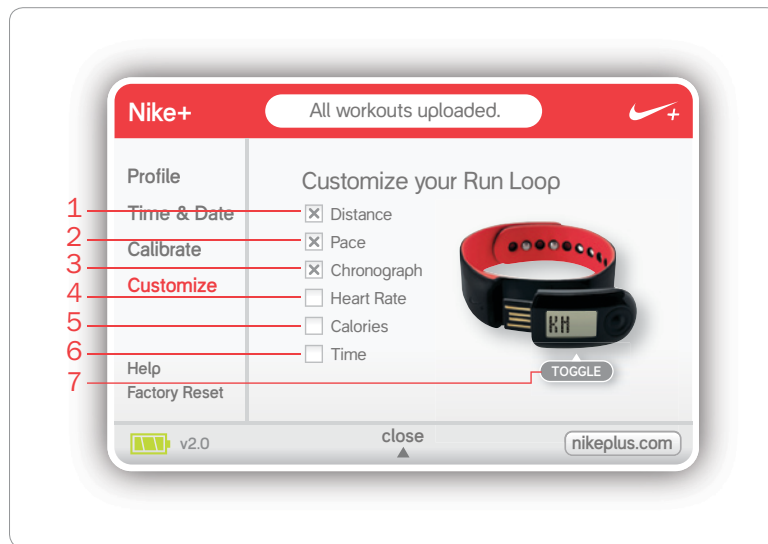 Nike+
All workouts uploaded.
+
Profile
Time & Date
Calibrate
Customize
Help
Factory Reset
Customize your Run Loop
1 Distance
2 Pace
3 Chronograph
4 Heart Rate
5 Calories
6 Time
7 TOGGLE
KM
v2.0
close
nikeplus.com